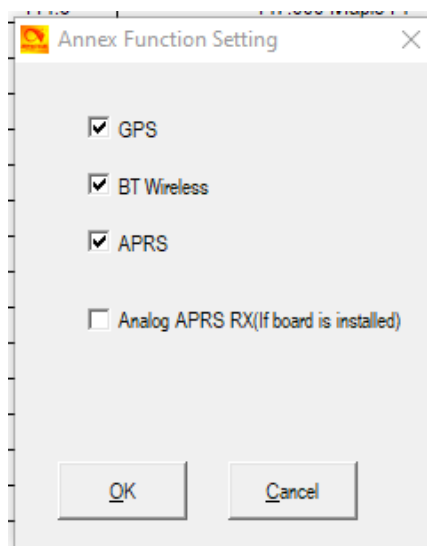 Annex Function Setting
GPS
BT Wireless
APRS
Analog APRS RX(If board is installed)
OK
Cancel